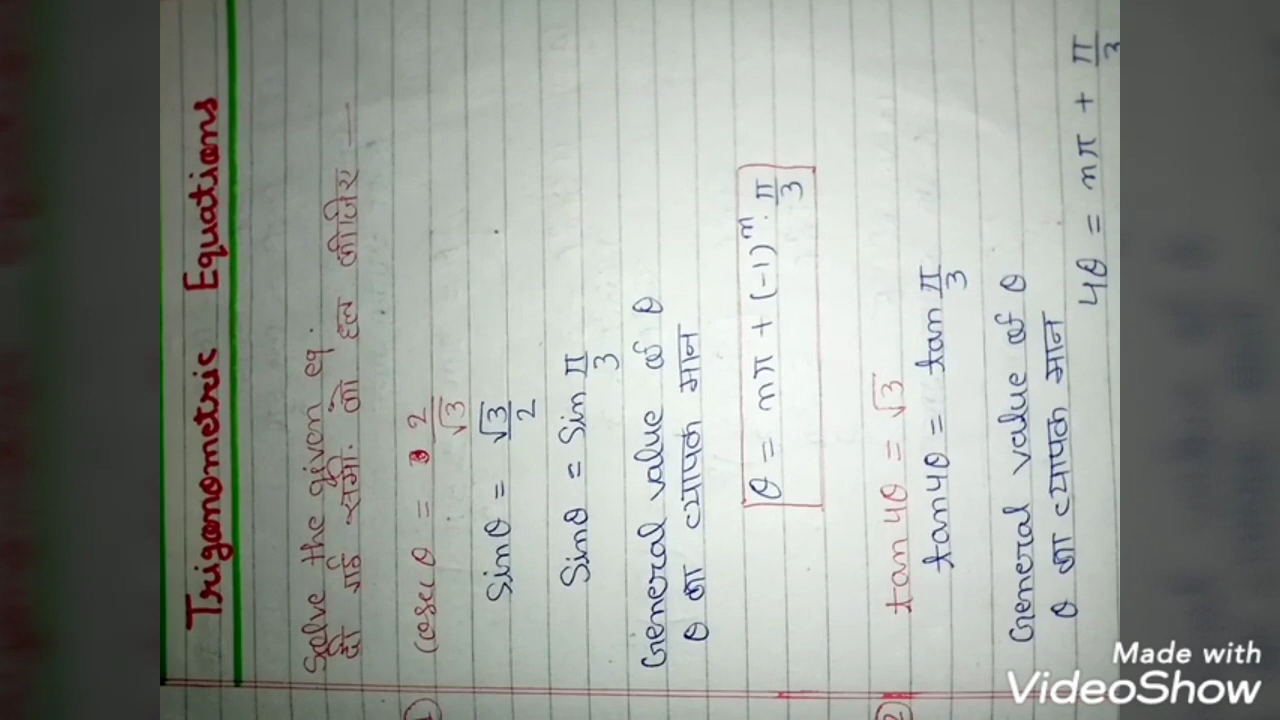 Trigonometric Equations
Solve the given eq.
दी गई समी. को हल कीजिए —
① cosec θ = 2/√3
sinθ = √3/2
Sinθ = Sin π/3
General value of θ
θ का व्यापक मान
θ = nπ + (-1)ⁿ · π/3
② tan 4θ = √3
tan4θ = tan π/3
General value of θ
θ का व्यापक मान
4θ = nπ + π/3
Made with
VideoShow